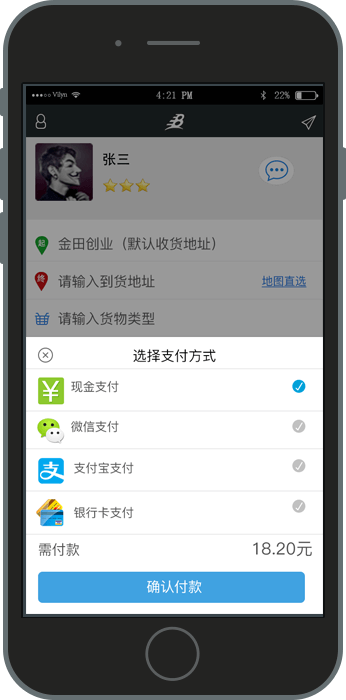 ●●●○○ Vilyn 4:21 PM 22%
张三
起 金田创业（默认收货地址）
终 请输入到货地址 地图直选
请输入货物类型
选择支付方式
¥ 现金支付
微信支付
支 支付宝支付
银行卡支付
需付款 18.20元
确认付款